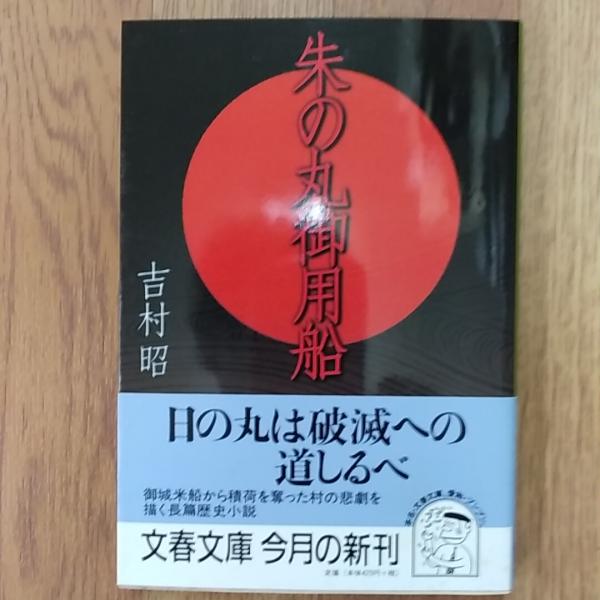 朱の丸御用船
吉村昭
日の丸は破滅への
道しるべ
御城米船から積荷を奪った村の悲劇を
描く長篇歴史小説
文春文庫 今月の新刊